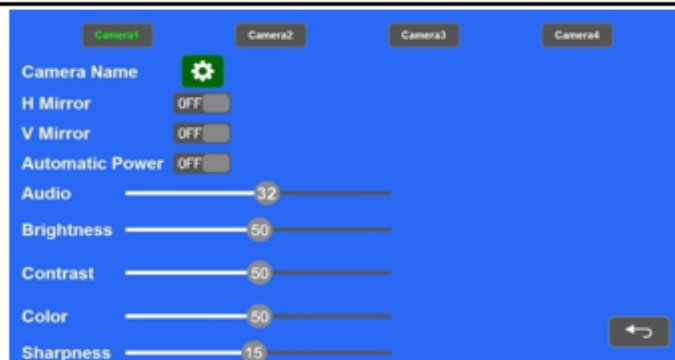 Camera1 Camera2 Camera3 Camera4
Camera Name
H Mirror OFF
V Mirror OFF
Automatic Power OFF
Audio 32
Brightness 50
Contrast 50
Color 50
Sharpness 15